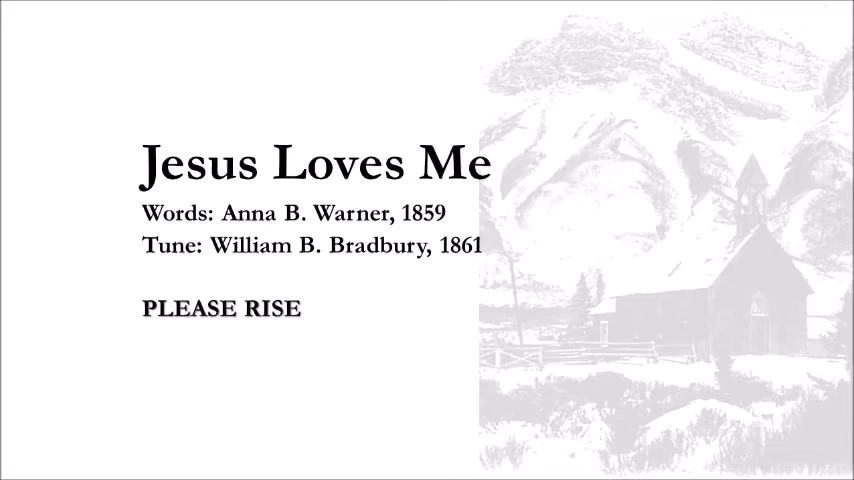 Jesus Loves Me
Words: Anna B. Warner, 1859
Tune: William B. Bradbury, 1861
PLEASE RISE